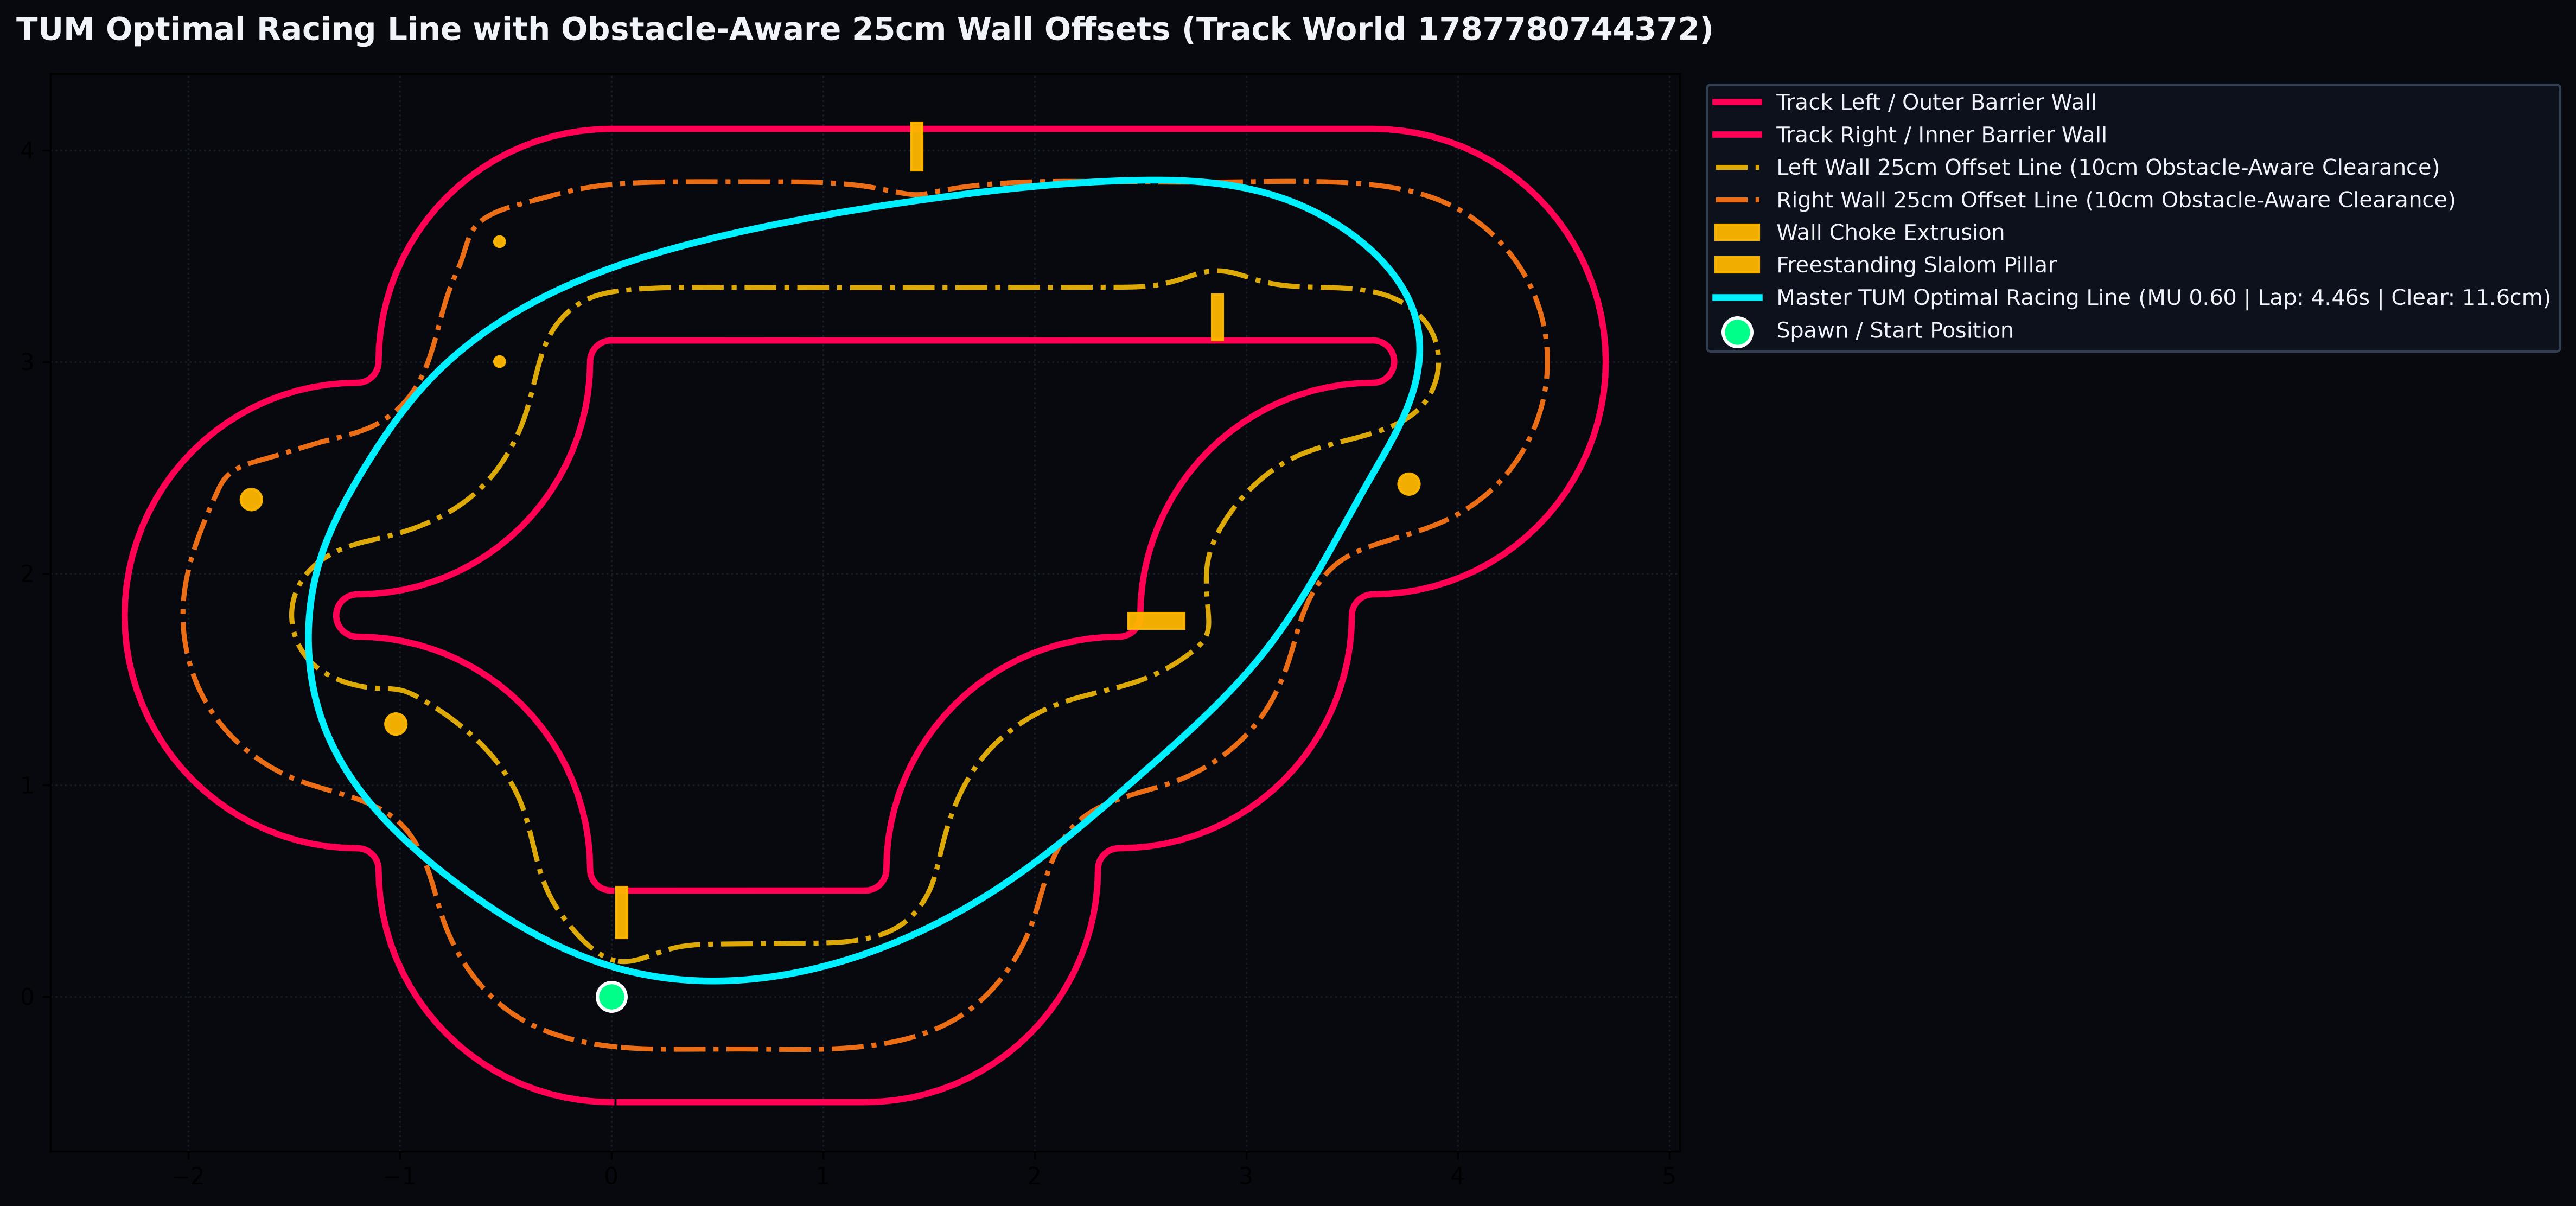 TUM Optimal Racing Line with Obstacle-Aware 25cm Wall Offsets (Track World 1787780744372)
Track Left / Outer Barrier Wall
Track Right / Inner Barrier Wall
Left Wall 25cm Offset Line (10cm Obstacle-Aware Clearance)
Right Wall 25cm Offset Line (10cm Obstacle-Aware Clearance)
Wall Choke Extrusion
Freestanding Slalom Pillar
Master TUM Optimal Racing Line (MU 0.60 | Lap: 4.46s | Clear: 11.6cm)
Spawn / Start Position
4
3
2
1
0
−2 −1 0 1 2 3 4 5